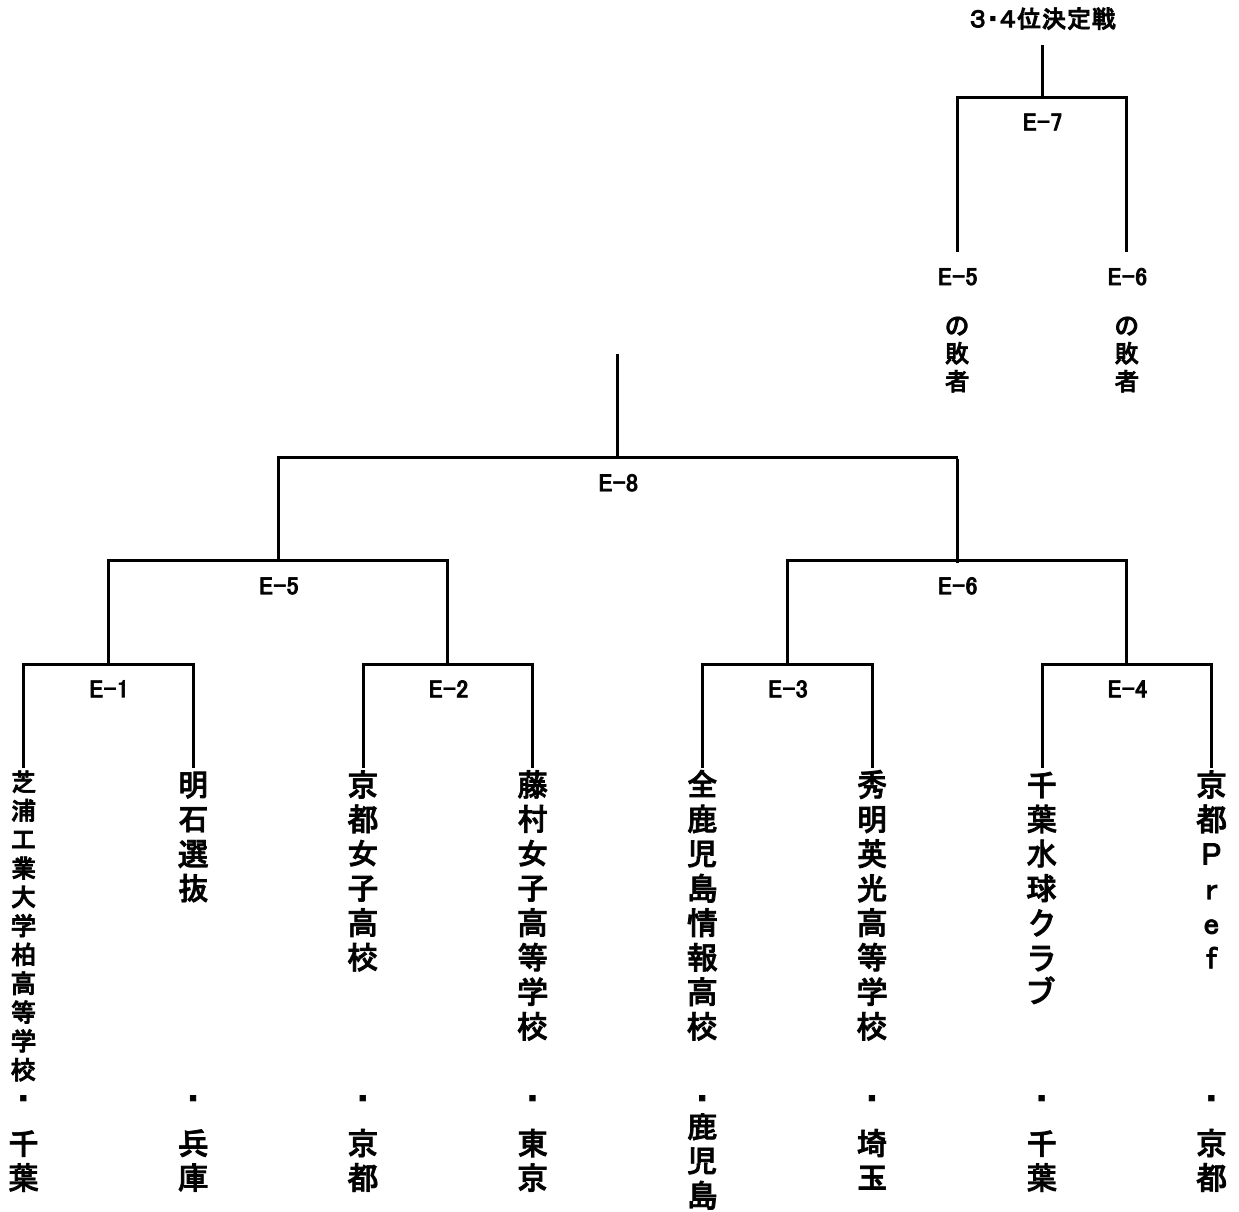 3・4位決定戦
E-7
E-5の敗者
E-6の敗者
E-8
E-5
E-6
E-1
E-2
E-3
E-4
芝浦工業大学柏高等学校・千葉
明石選抜・兵庫
京都女子高校・京都
藤村女子高等学校・東京
全鹿児島情報高校・鹿児島
秀明英光高等学校・埼玉
千葉水球クラブ・千葉
京都Pref・京都